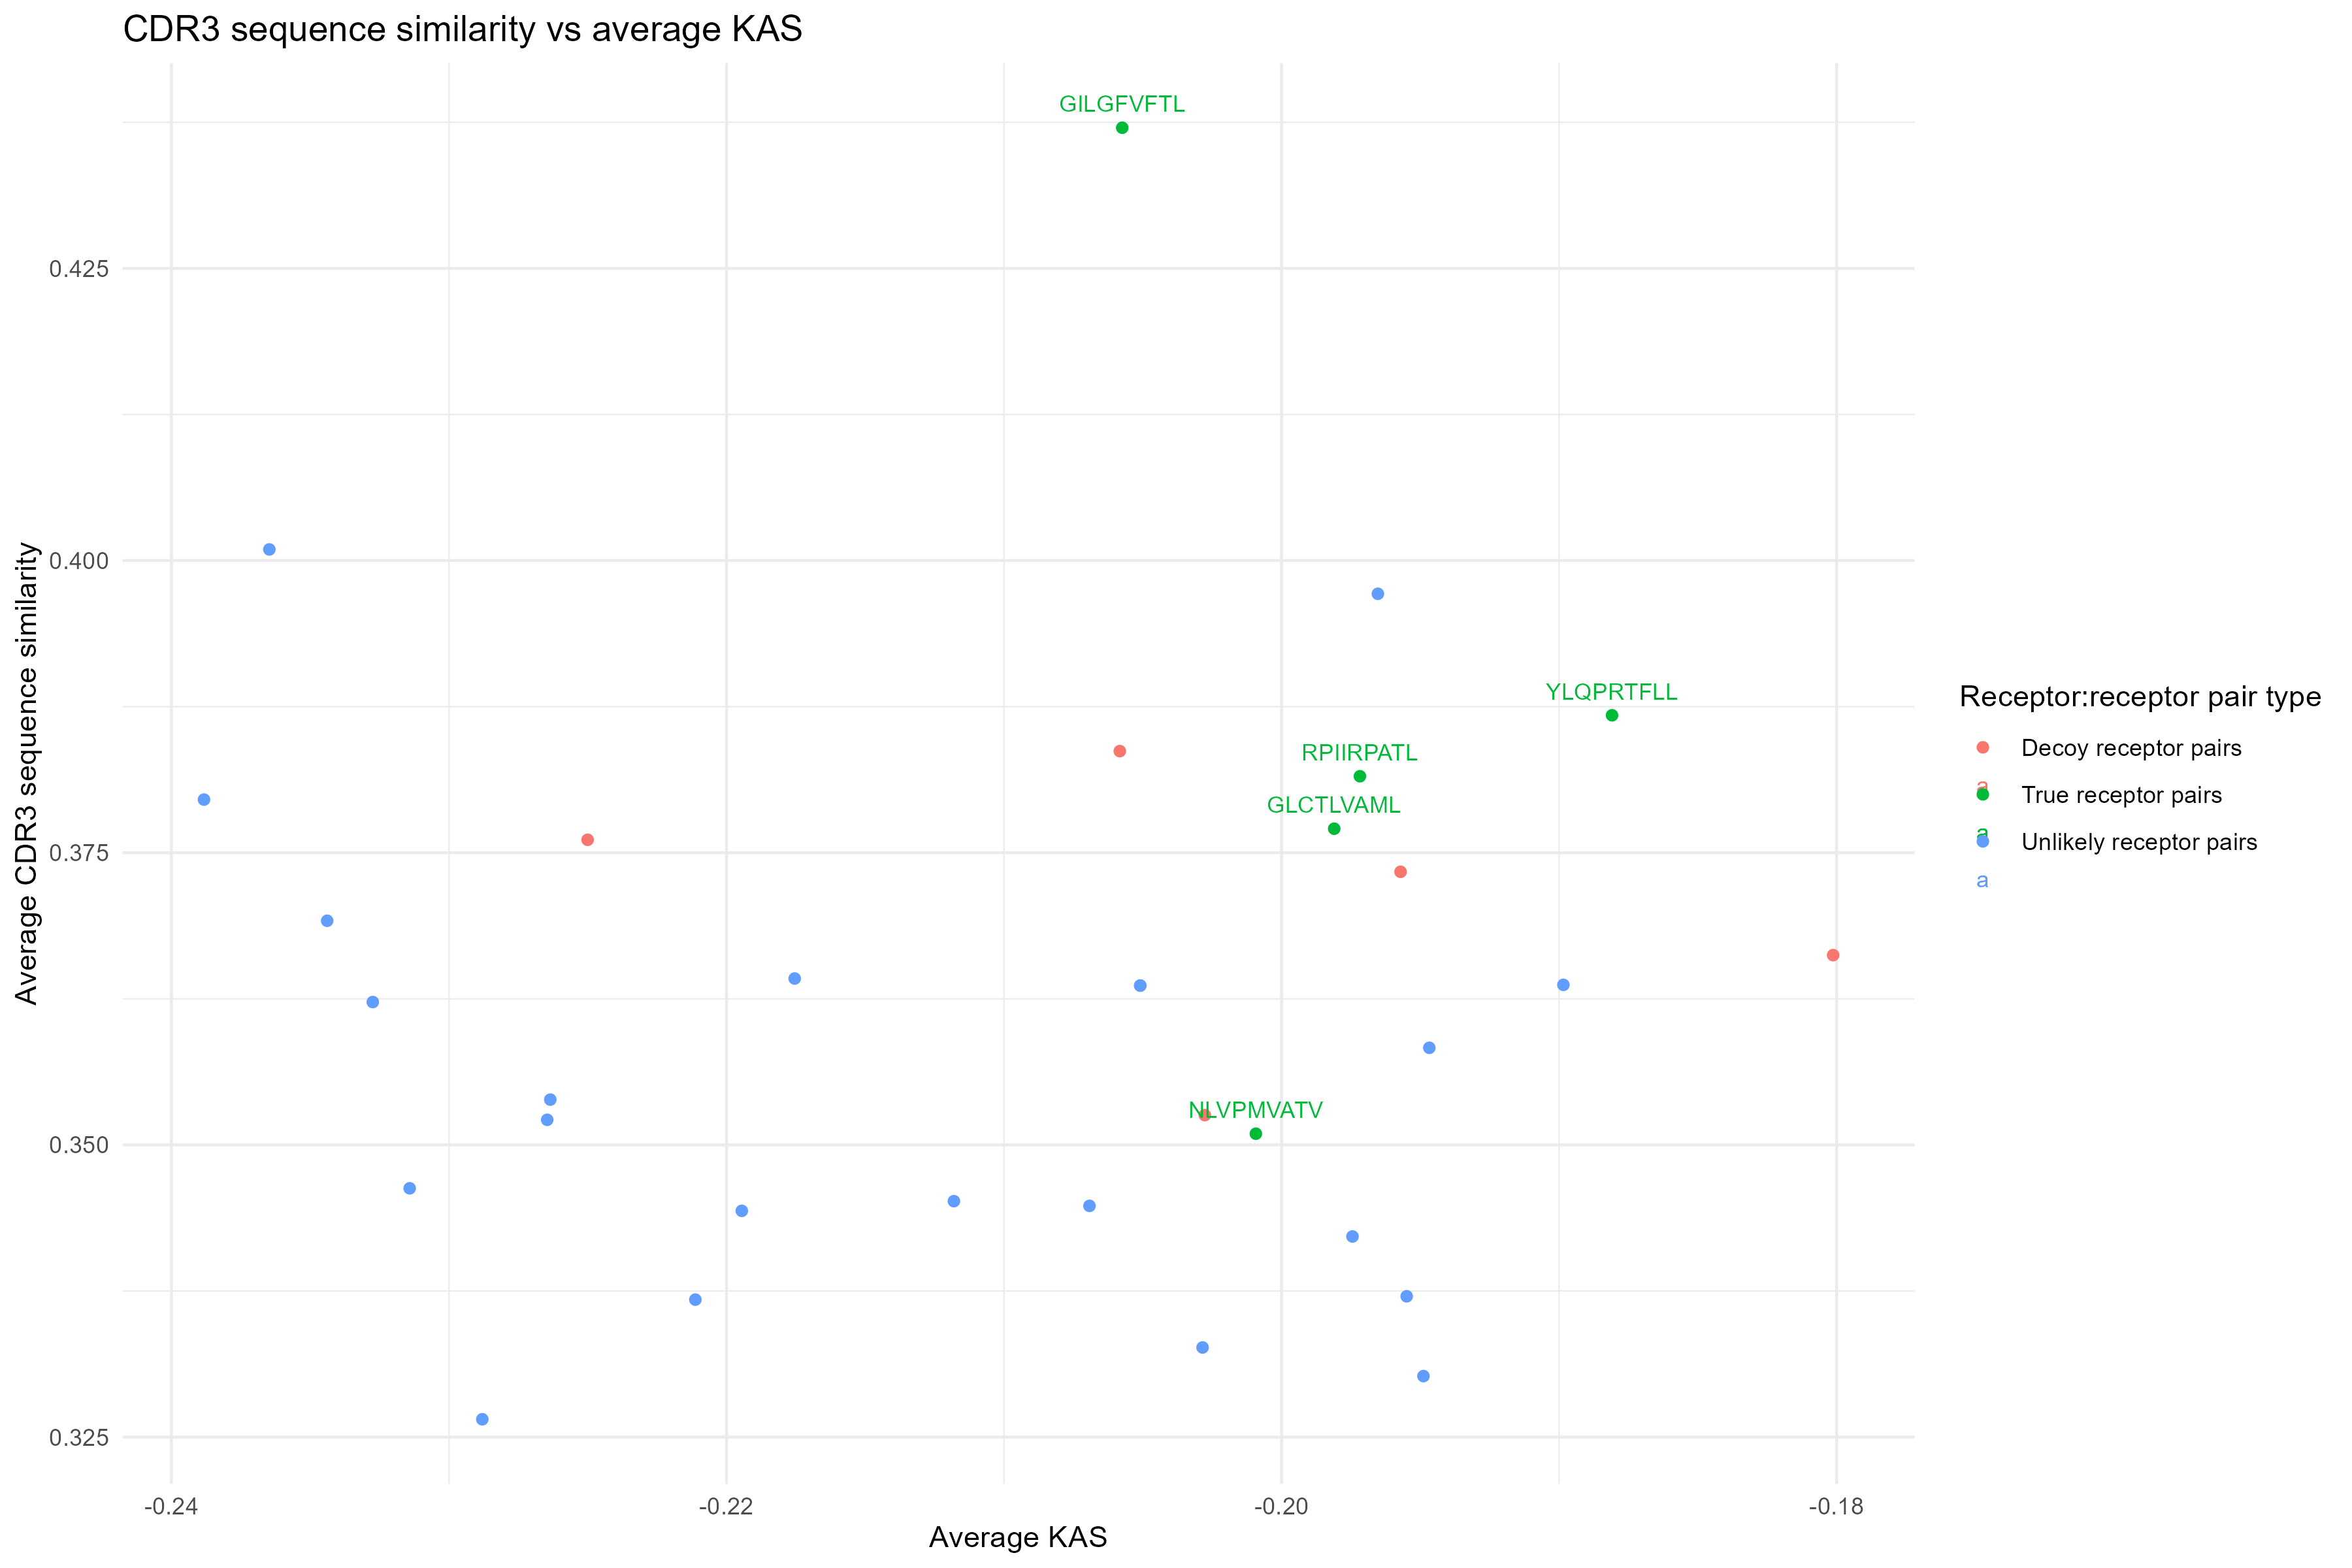 CDR3 sequence similarity vs average KAS
GILGFVFTL
YLQPRTFLL
RPIIRPATL
GLCTLVAML
NLVPMVATV
0.425
0.400
0.375
0.350
0.325
Average CDR3 sequence similarity
-0.24
-0.22
-0.20
-0.18
Average KAS
Receptor:receptor pair type
Decoy receptor pairs
a
True receptor pairs
a
Unlikely receptor pairs
a